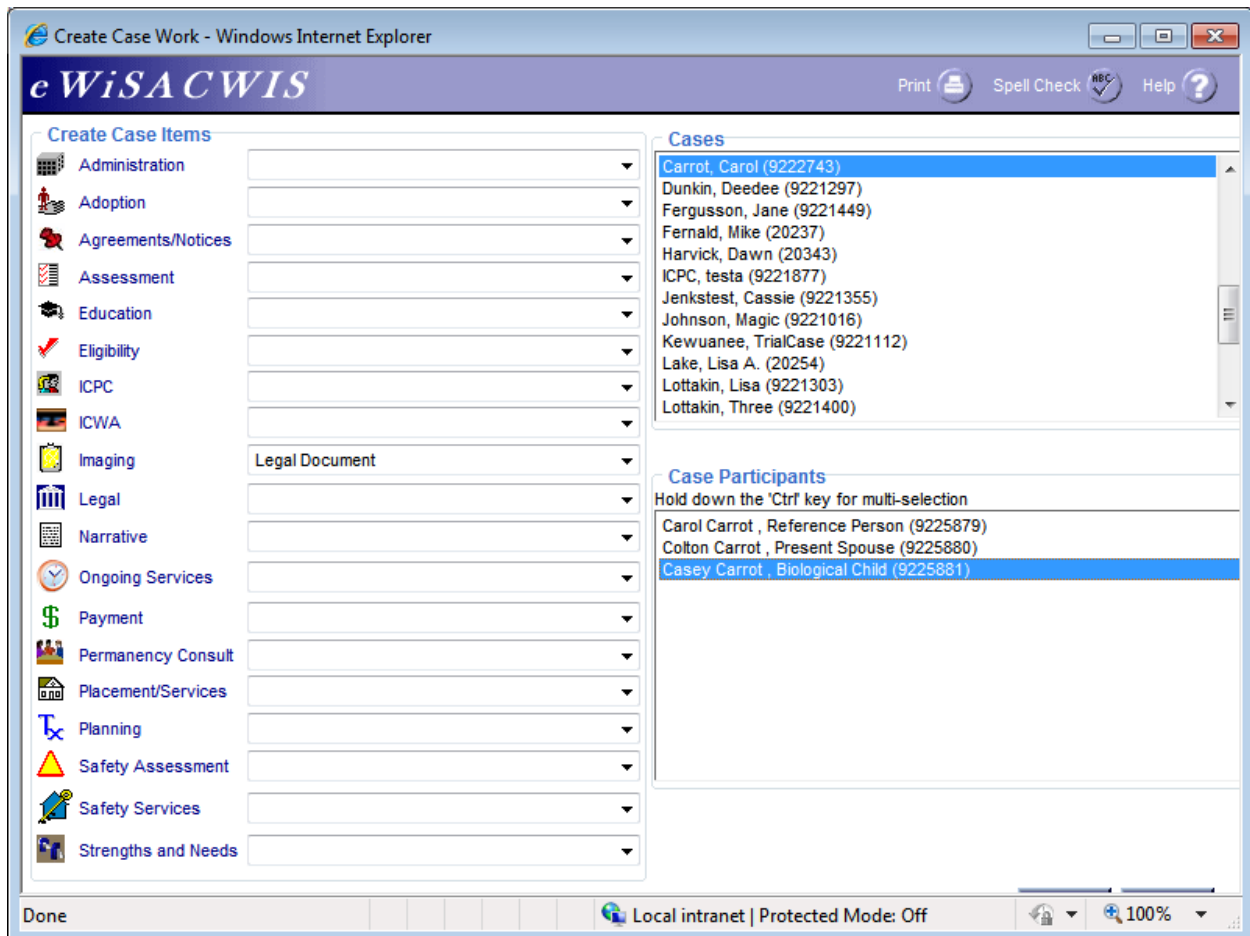 Create Case Work - Windows Internet Explorer
e WiSACWIS
Print Spell Check ABC Help ?
Create Case Items
Administration
Adoption
Agreements/Notices
Assessment
Education
Eligibility
ICPC
ICWA
Imaging Legal Document
Legal
Narrative
Ongoing Services
Payment
Permanency Consult
Placement/Services
Planning
Safety Assessment
Safety Services
Strengths and Needs
Cases
Carrot, Carol (9222743)
Dunkin, Deedee (9221297)
Fergusson, Jane (9221449)
Fernald, Mike (20237)
Harvick, Dawn (20343)
ICPC, testa (9221877)
Jenkstest, Cassie (9221355)
Johnson, Magic (9221016)
Kewuanee, TrialCase (9221112)
Lake, Lisa A. (20254)
Lottakin, Lisa (9221303)
Lottakin, Three (9221400)
Case Participants
Hold down the 'Ctrl' key for multi-selection
Carol Carrot , Reference Person (9225879)
Colton Carrot , Present Spouse (9225880)
Casey Carrot , Biological Child (9225881)
Done Local intranet | Protected Mode: Off 100%